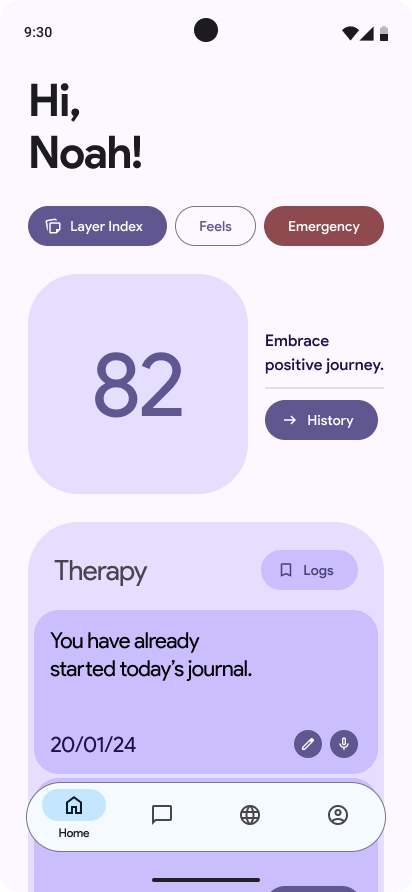 9:30
Hi,
Noah!
Layer Index
Feels
Emergency
82
Embrace
positive journey.
History
Therapy
Logs
You have already
started today's journal.
20/01/24
Home